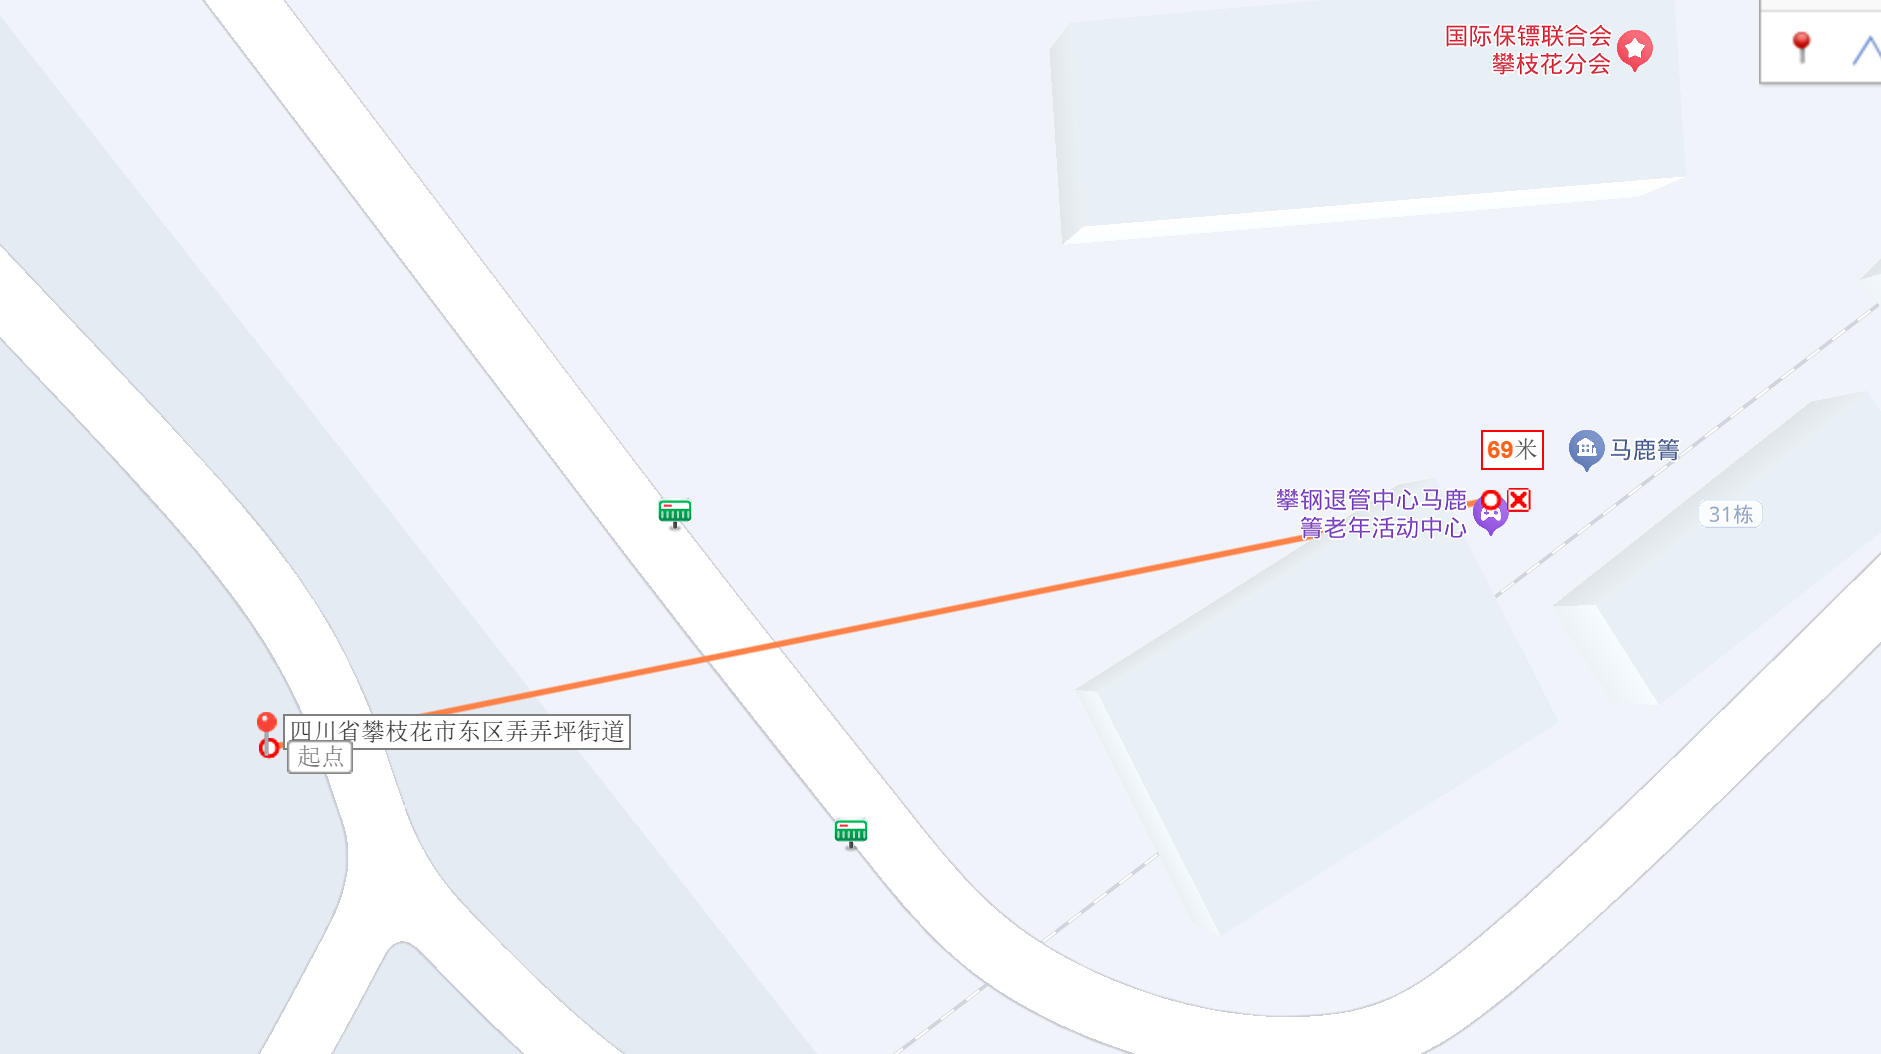 国际保镖联合会
攀枝花分会
69米
马鹿箐
攀钢退管中心马鹿
箐老年活动中心
31栋
四川省攀枝花市东区弄弄坪街道
起点